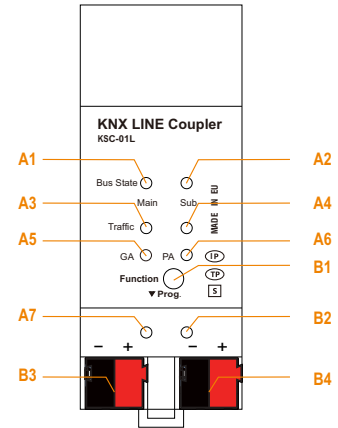 KNX LINE Coupler
KSC-01L
A1
A2
Bus State
Main
Sub
MADE IN EU
A3
A4
Traffic
A5
A6
GA
PA
IP
B1
Function
TP
▼Prog.
S
A7
B2
− +
− +
B3
B4